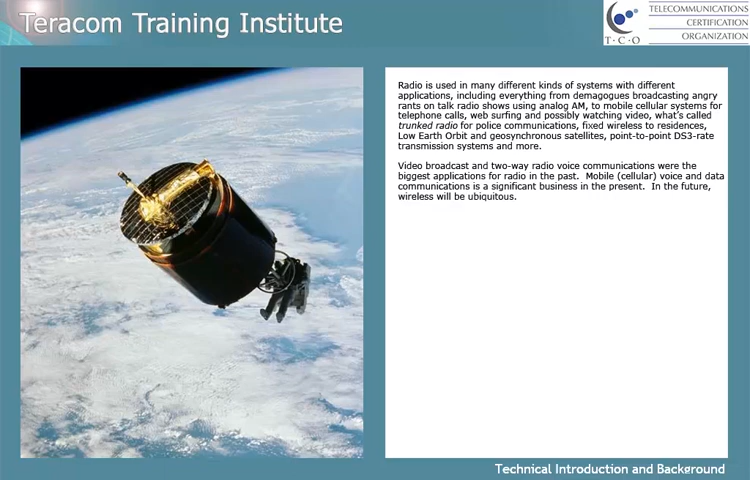 Teracom Training Institute
TELECOMMUNICATIONS
CERTIFICATION
ORGANIZATION
T·C·O
Radio is used in many different kinds of systems with different
applications, including everything from demagogues broadcasting angry
rants on talk radio shows using analog AM, to mobile cellular systems for
telephone calls, web surfing and possibly watching video, what's called
trunked radio for police communications, fixed wireless to residences,
Low Earth Orbit and geosynchronous satellites, point-to-point DS3-rate
transmission systems and more.
Video broadcast and two-way radio voice communications were the
biggest applications for radio in the past. Mobile (cellular) voice and data
communications is a significant business in the present. In the future,
wireless will be ubiquitous.
Technical Introduction and Background